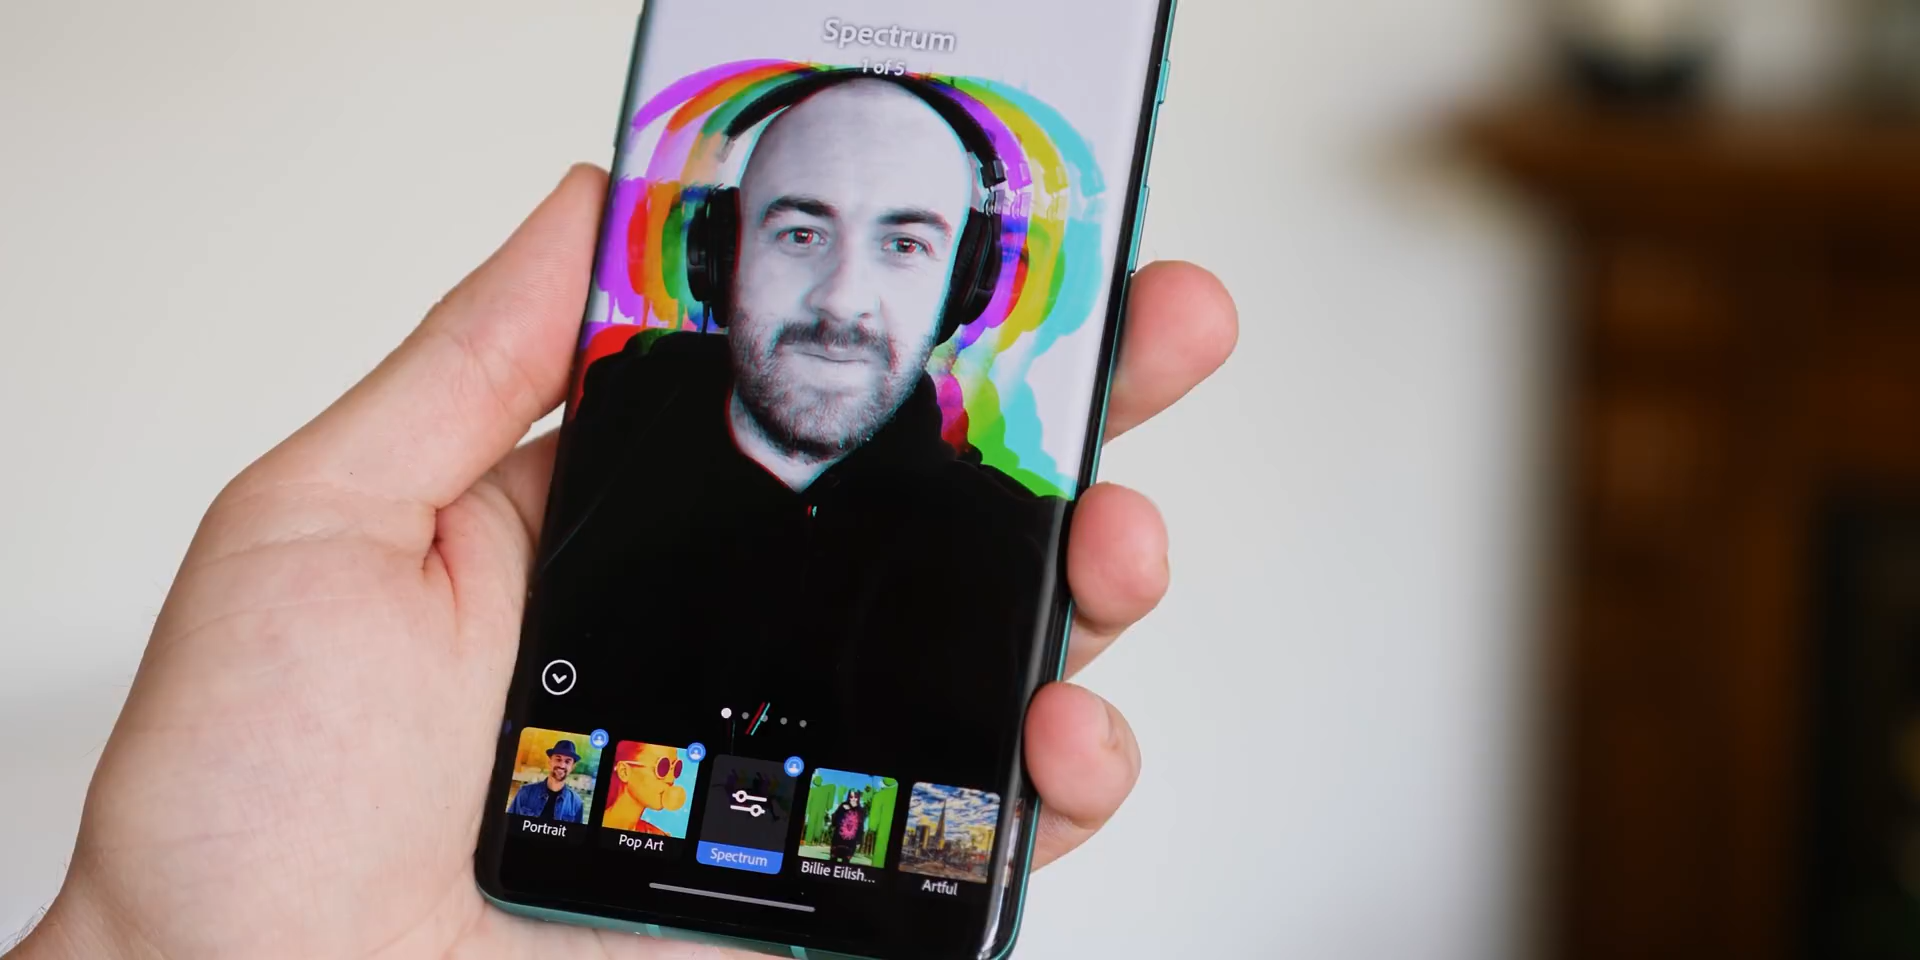 Spectrum
1 of 5
Portrait
Pop Art
Spectrum
Billie Eilish...
Artful